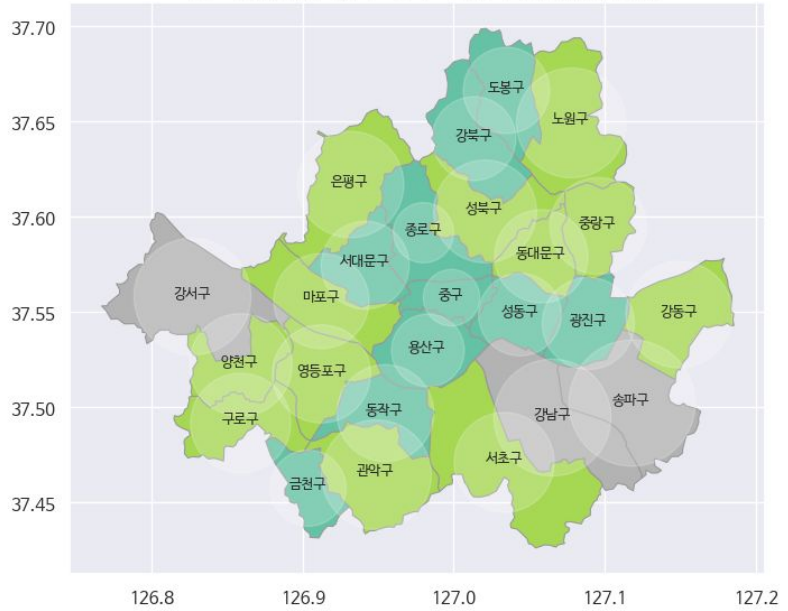 37.70
37.65
37.60
37.55
37.50
37.45
도봉구
노원구
강북구
은평구
성북구
중랑구
종로구
동대문구
서대문구
강서구
마포구
중구
성동구
광진구
강동구
용산구
양천구
영등포구
송파구
동작구
강남구
구로구
서초구
관악구
금천구
126.8
126.9
127.0
127.1
127.2